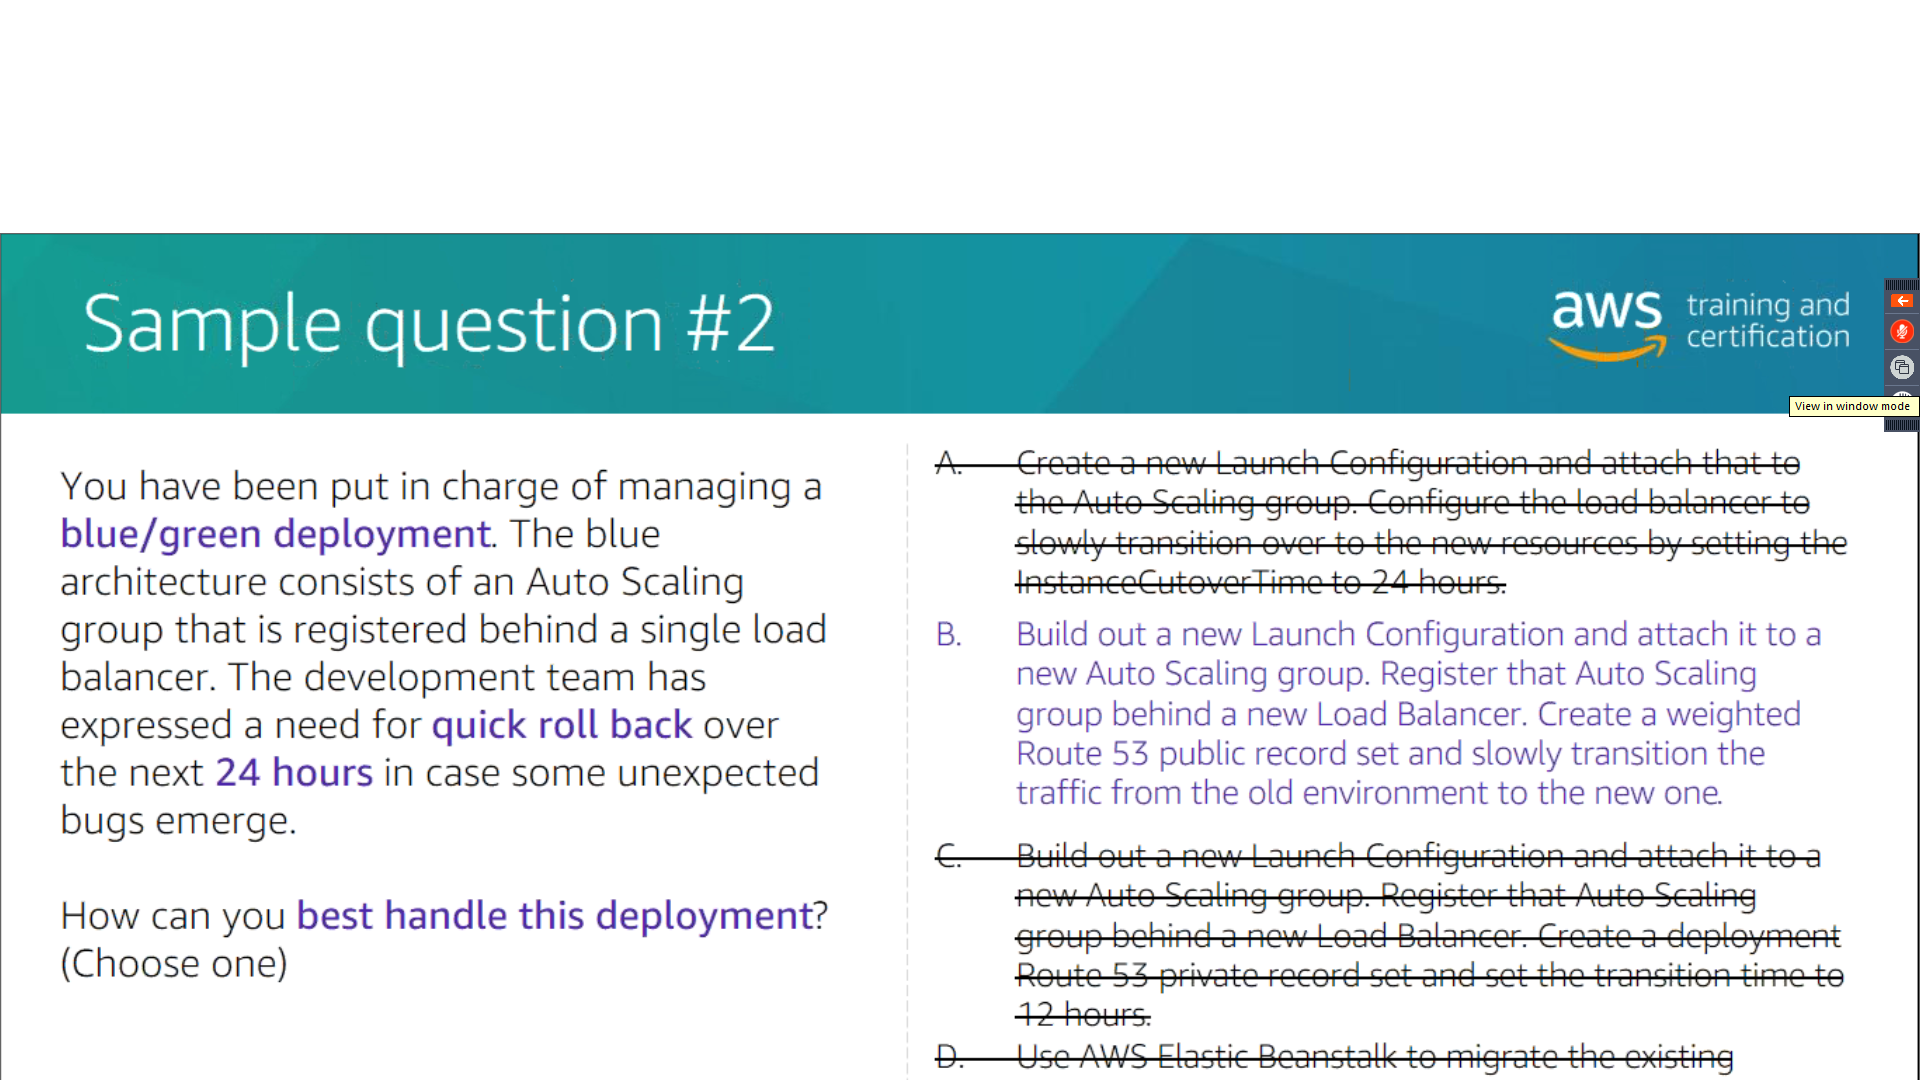 Sample question #2
aws training and
certification
View in window mode
You have been put in charge of managing a
blue/green deployment. The blue
architecture consists of an Auto Scaling
group that is registered behind a single load
balancer. The development team has
expressed a need for quick roll back over
the next 24 hours in case some unexpected
bugs emerge.
How can you best handle this deployment?
(Choose one)
A. Create a new Launch Configuration and attach that to
the Auto Scaling group. Configure the load balancer to
slowly transition over to the new resources by setting the
InstanceCutoverTime to 24 hours.
B. Build out a new Launch Configuration and attach it to a
new Auto Scaling group. Register that Auto Scaling
group behind a new Load Balancer. Create a weighted
Route 53 public record set and slowly transition the
traffic from the old environment to the new one.
C. Build out a new Launch Configuration and attach it to a
new Auto Scaling group. Register that Auto Scaling
group behind a new Load Balancer. Create a deployment
Route 53 private record set and set the transition time to
12 hours.
D. Use AWS Elastic Beanstalk to migrate the existing